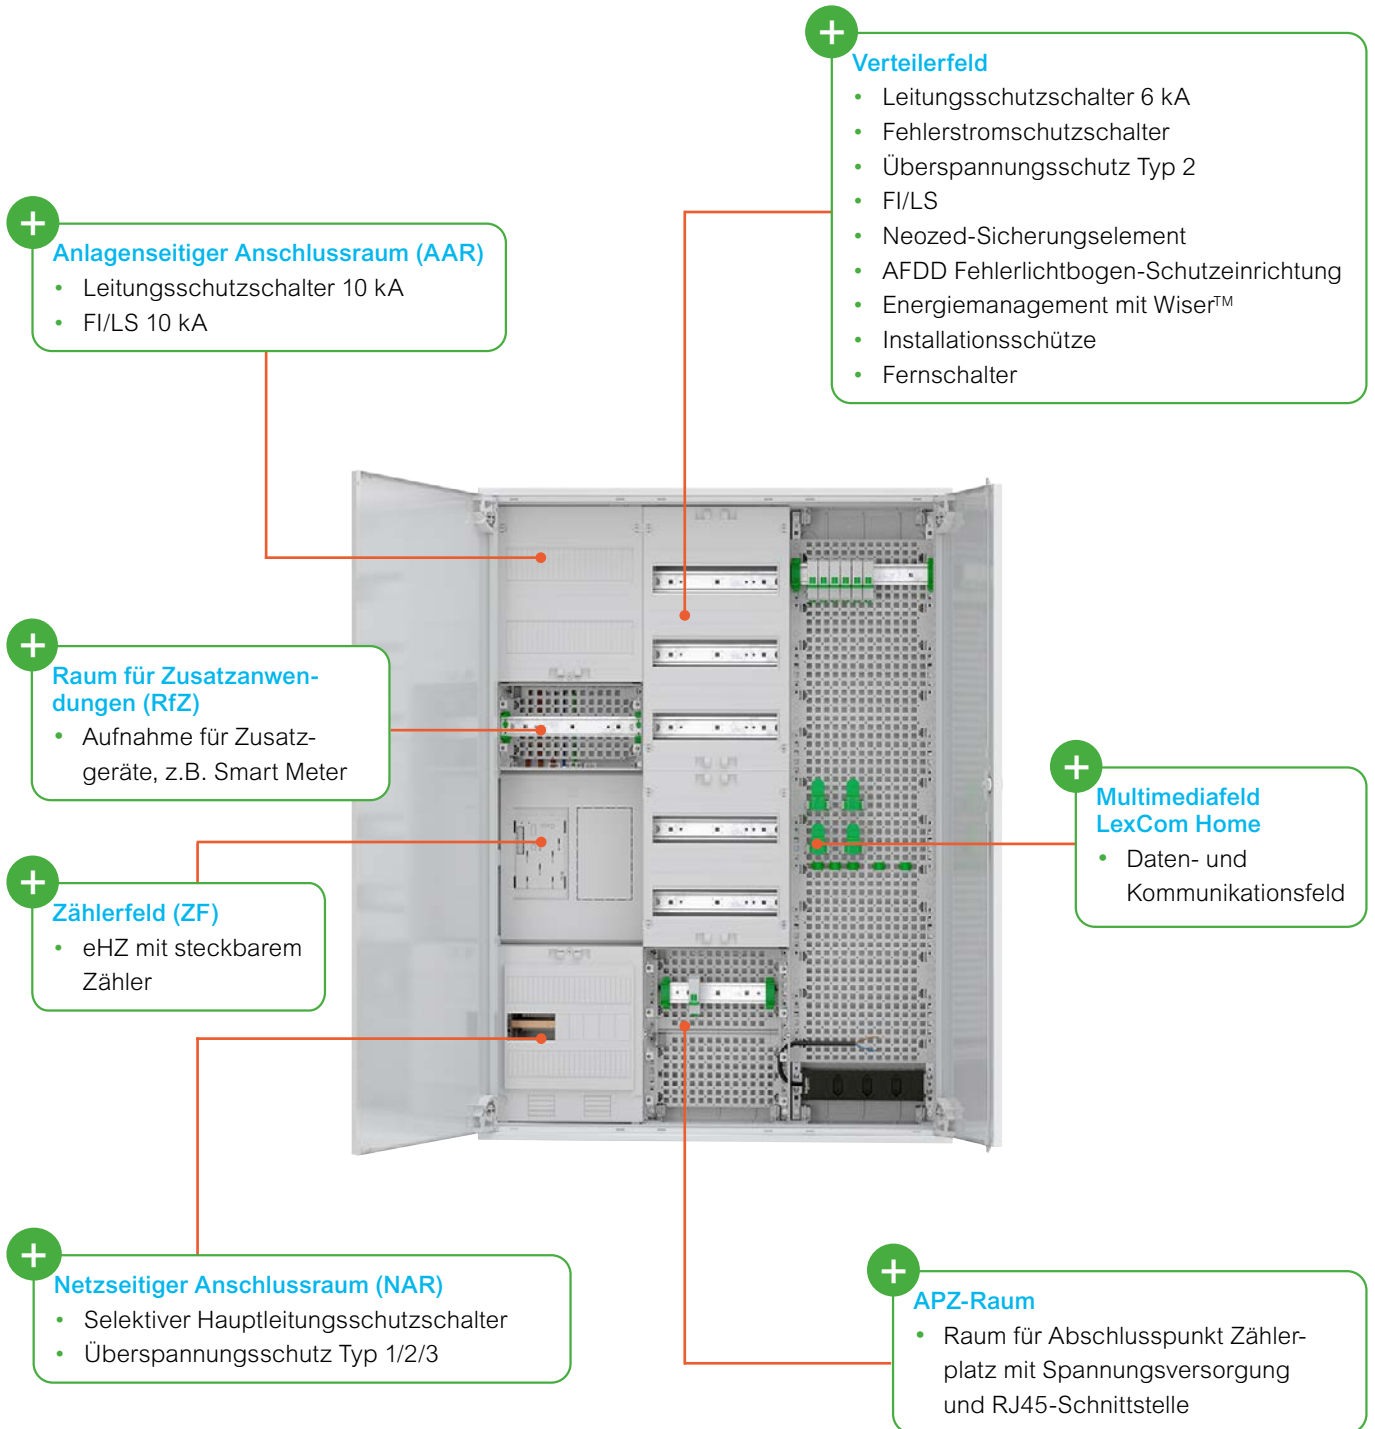 Verteilerfeld
• Leitungsschutzschalter 6 kA
• Fehlerstromschutzschalter
• Überspannungsschutz Typ 2
• FI/LS
• Neozed-Sicherungselement
• AFDD Fehlerlichtbogen-Schutzeinrichtung
• Energiemanagement mit Wiser™
• Installationsschütze
• Fernschalter
Anlagenseitiger Anschlussraum (AAR)
• Leitungsschutzschalter 10 kA
• FI/LS 10 kA
Raum für Zusatzanwen-
dungen (RfZ)
• Aufnahme für Zusatz-
geräte, z.B. Smart Meter
Multimediafeld
LexCom Home
• Daten- und
Kommunikationsfeld
Zählerfeld (ZF)
• eHZ mit steckbarem
Zähler
Netzseitiger Anschlussraum (NAR)
• Selektiver Hauptleitungsschutzschalter
• Überspannungsschutz Typ 1/2/3
APZ-Raum
• Raum für Abschlusspunkt Zähler-
platz mit Spannungsversorgung
und RJ45-Schnittstelle